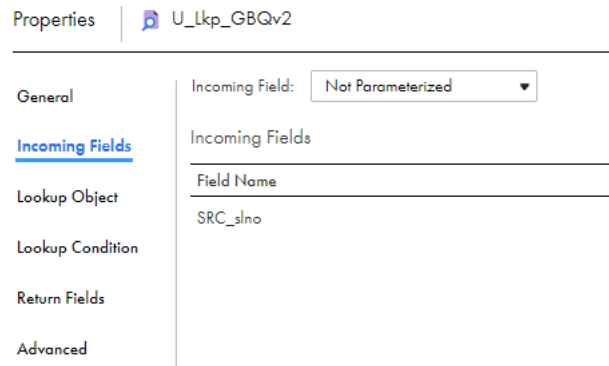 Properties U_Lkp_GBQv2
General
Incoming Fields
Lookup Object
Lookup Condition
Return Fields
Advanced
Incoming Field: Not Parameterized
Incoming Fields
Field Name
SRC_slno